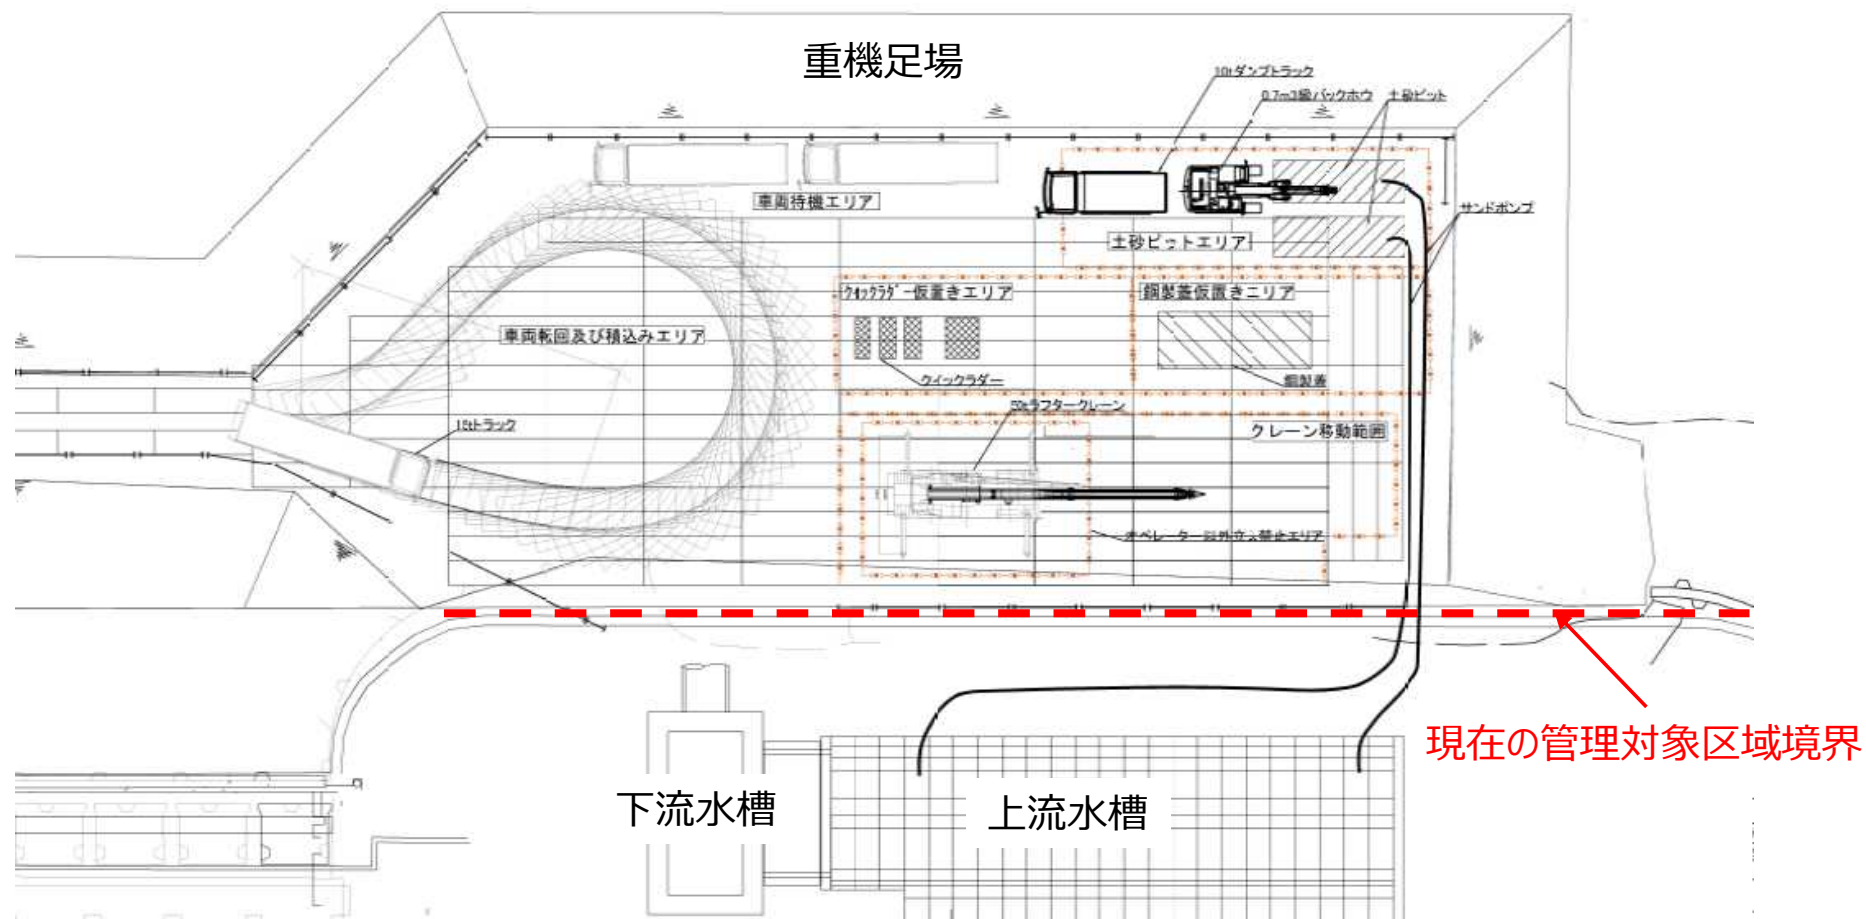 重機足場
10tダンプトラック
0.7m3級バックホウ
土砂ピット
車両待機エリア
サンドポンプ
土砂ピットエリア
クイックラダー仮置きエリア
鋼製蓋仮置きエリア
車両転回及び積込みエリア
クイックラダー
鋼製蓋
50tラフタークレーン
クレーン移動範囲
オペレーター以外立入禁止エリア
現在の管理対象区域境界
下流水槽
上流水槽